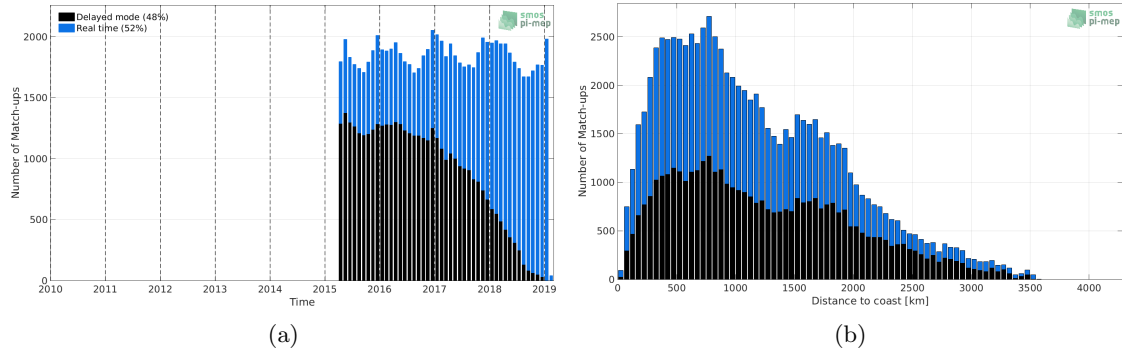 Delayed mode (48%)
Real time (52%)
smos
pi-mep
Number of Match-ups
2000
1500
1000
500
0
2010 2011 2012 2013 2014 2015 2016 2017 2018 2019
Time
(a)
smos
pi-mep
Number of Match-ups
2500
2000
1500
1000
500
0
0 500 1000 1500 2000 2500 3000 3500 4000
Distance to coast [km]
(b)